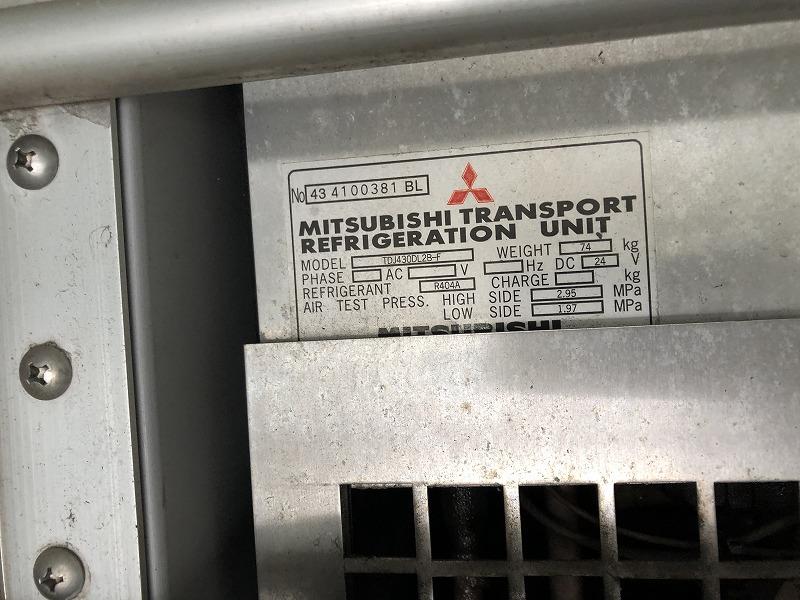 No 43 4100381 BL
MITSUBISHI TRANSPORT
REFRIGERATION UNIT
MODEL TDJ430DL2B-F WEIGHT 74 kg
PHASE AC V Hz DC 24 V
REFRIGERANT R404A CHARGE kg
AIR TEST PRESS. HIGH SIDE 2.95 MPa
LOW SIDE 1.97 MPa
MITSUBISHI